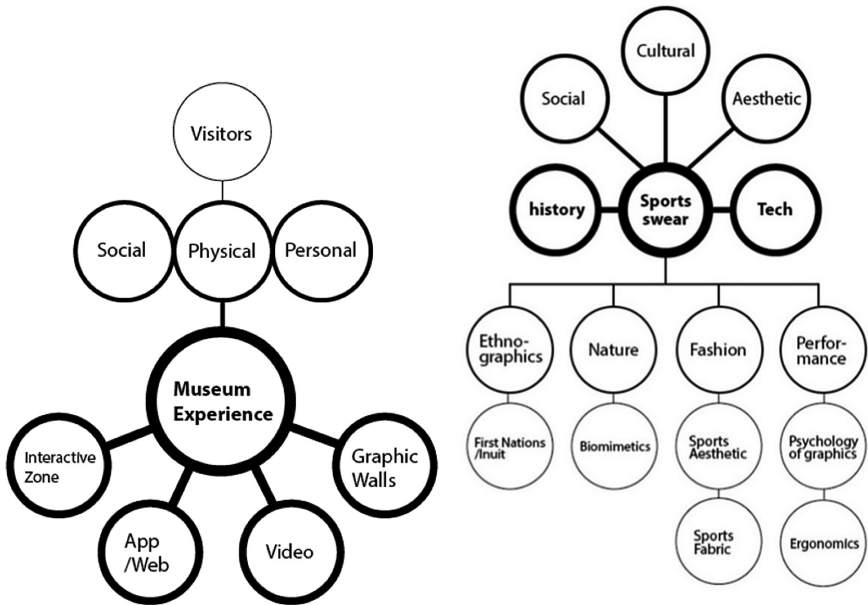 Visitors
Social
Physical
Personal
Museum
Experience
Interactive
Zone
App
/Web
Video
Graphic
Walls
Cultural
Social
Aesthetic
history
Sports
swear
Tech
Ethno-
graphics
Nature
Fashion
Perfor-
mance
First Nations
/Inuit
Biomimetics
Sports
Aesthetic
Psychology
of graphics
Sports
Fabric
Ergonomics